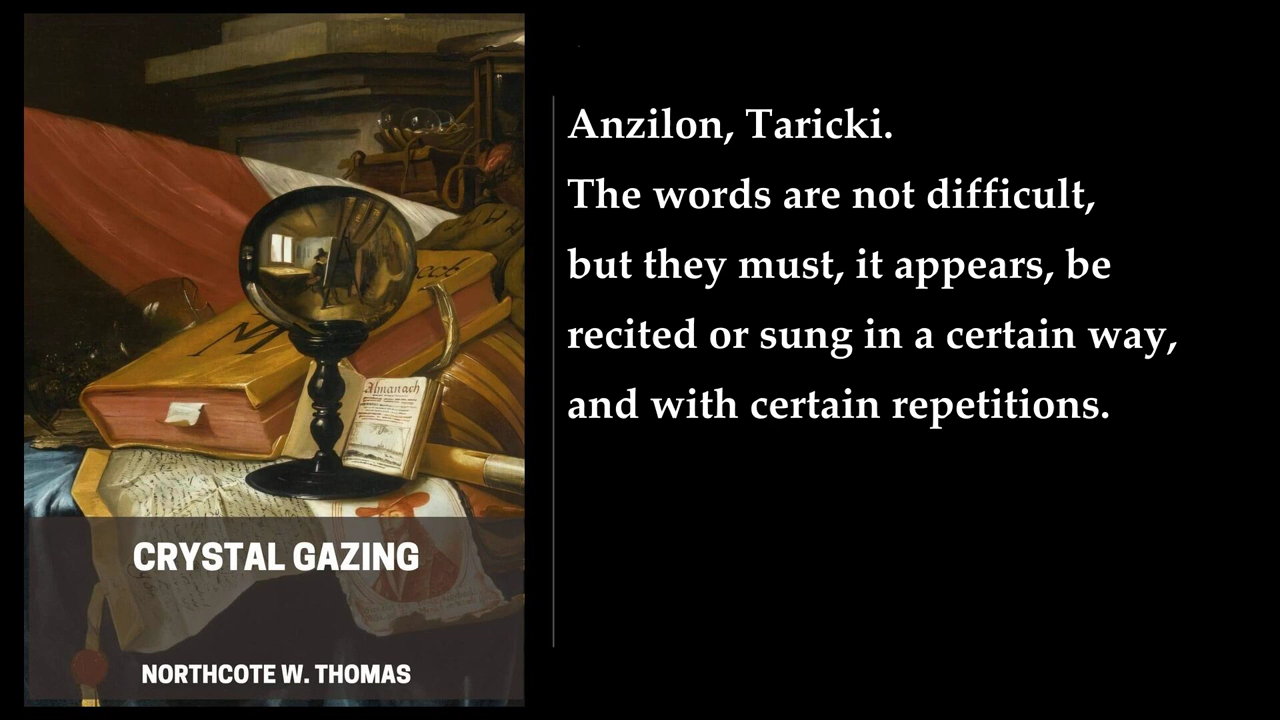 Almanach
M
CRYSTAL GAZING
NORTHCOTE W. THOMAS
Anzilon, Taricki.
The words are not difficult,
but they must, it appears, be
recited or sung in a certain way,
and with certain repetitions.